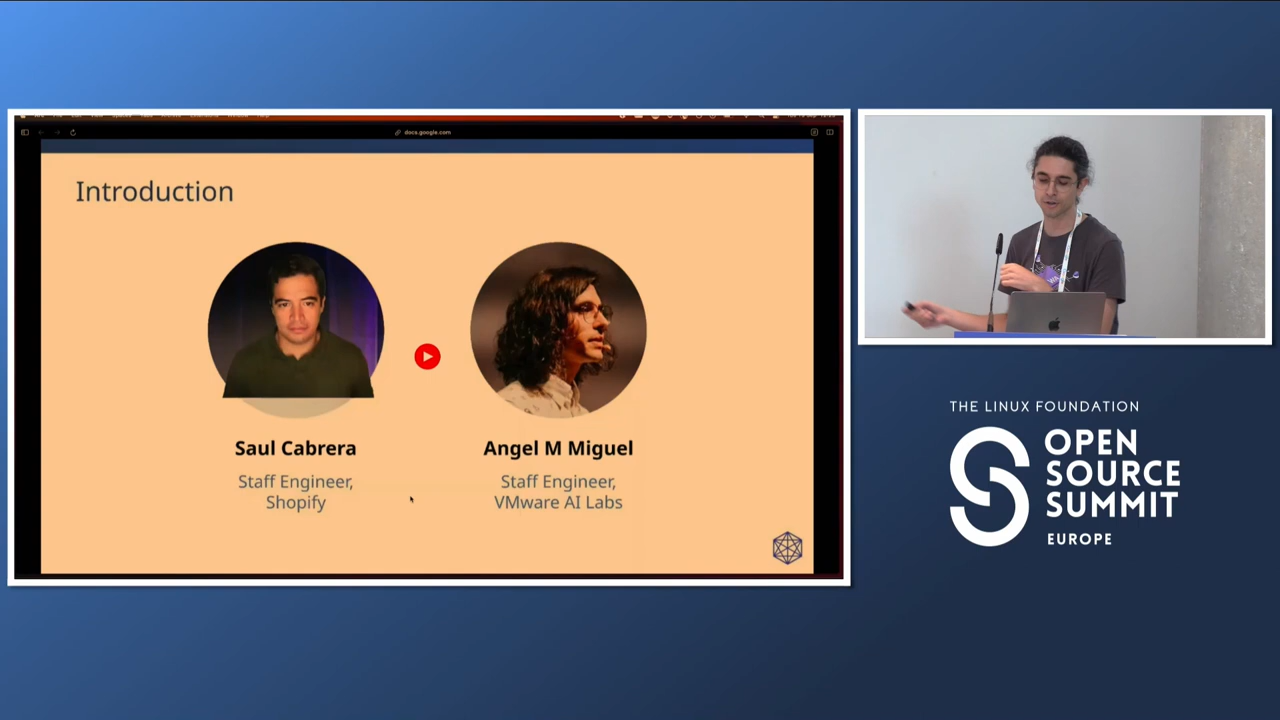 docs.google.com
Introduction
Saul Cabrera
Staff Engineer,
Shopify
Angel M Miguel
Staff Engineer,
VMware AI Labs
THE LINUX FOUNDATION
OPEN
SOURCE
SUMMIT
EUROPE